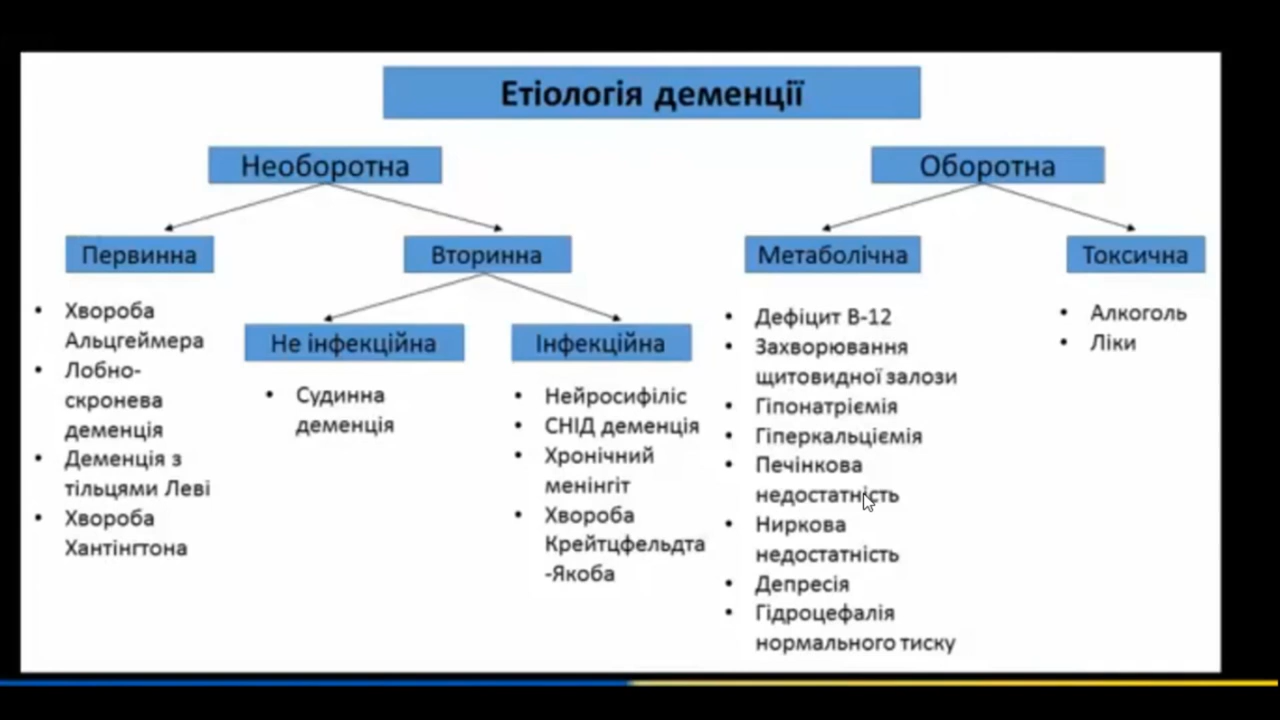 Етіологія деменції
Необоротна
Оборотна
Первинна
Вторинна
Метаболічна
Токсична
Не інфекційна
Інфекційна
• Хвороба
Альцгеймера
• Лобно-
скронева
деменція
• Деменція з
тільцями Леві
• Хвороба
Хантінгтона
• Судинна
деменція
• Нейросифіліс
• СНІД деменція
• Хронічний
менінгіт
• Хвороба
Крейтцфельдта
-Якоба
• Дефіцит В-12
• Захворювання
щитовидної залози
• Гіпонатріємія
• Гіперкальціємія
• Печінкова
недостатність
• Ниркова
недостатність
• Депресія
• Гідроцефалія
нормального тиску
• Алкоголь
• Ліки